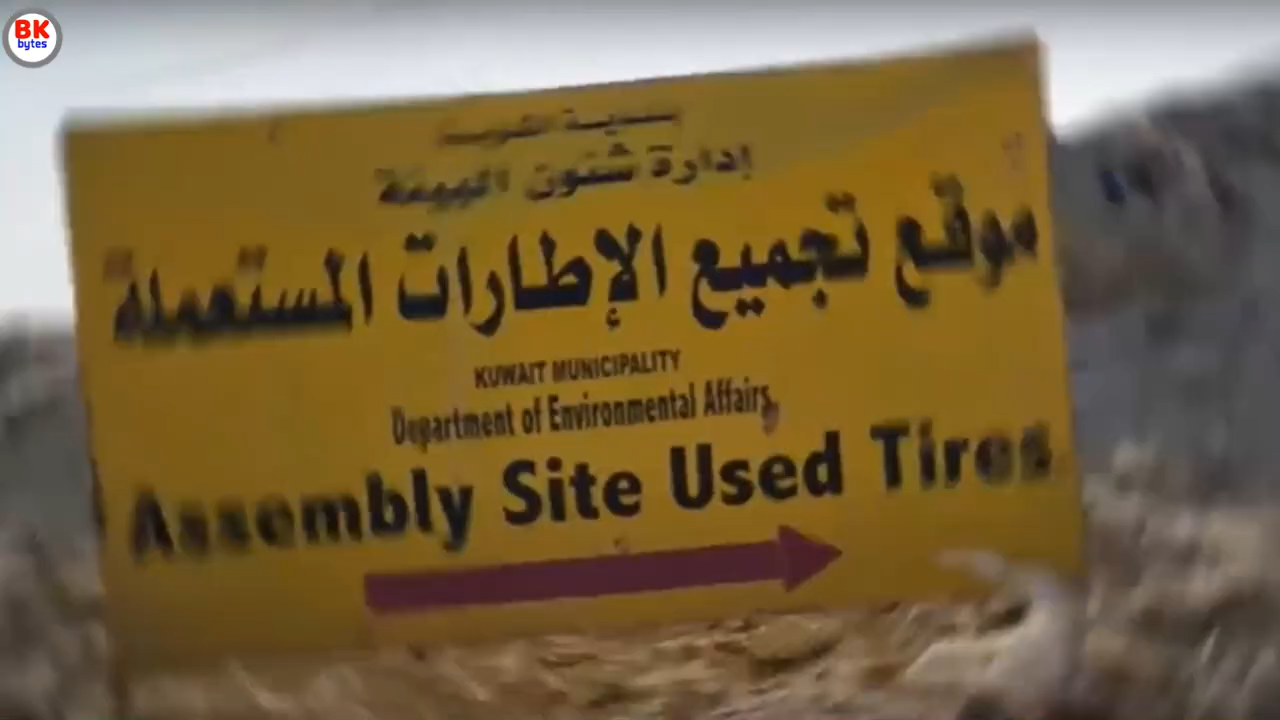 BK
bytes
بلدية الكويت
إدارة شئون البيئة
موقع تجميع الإطارات المستعملة
KUWAIT MUNICIPALITY
Department of Environmental Affairs
Assembly Site Used Tires